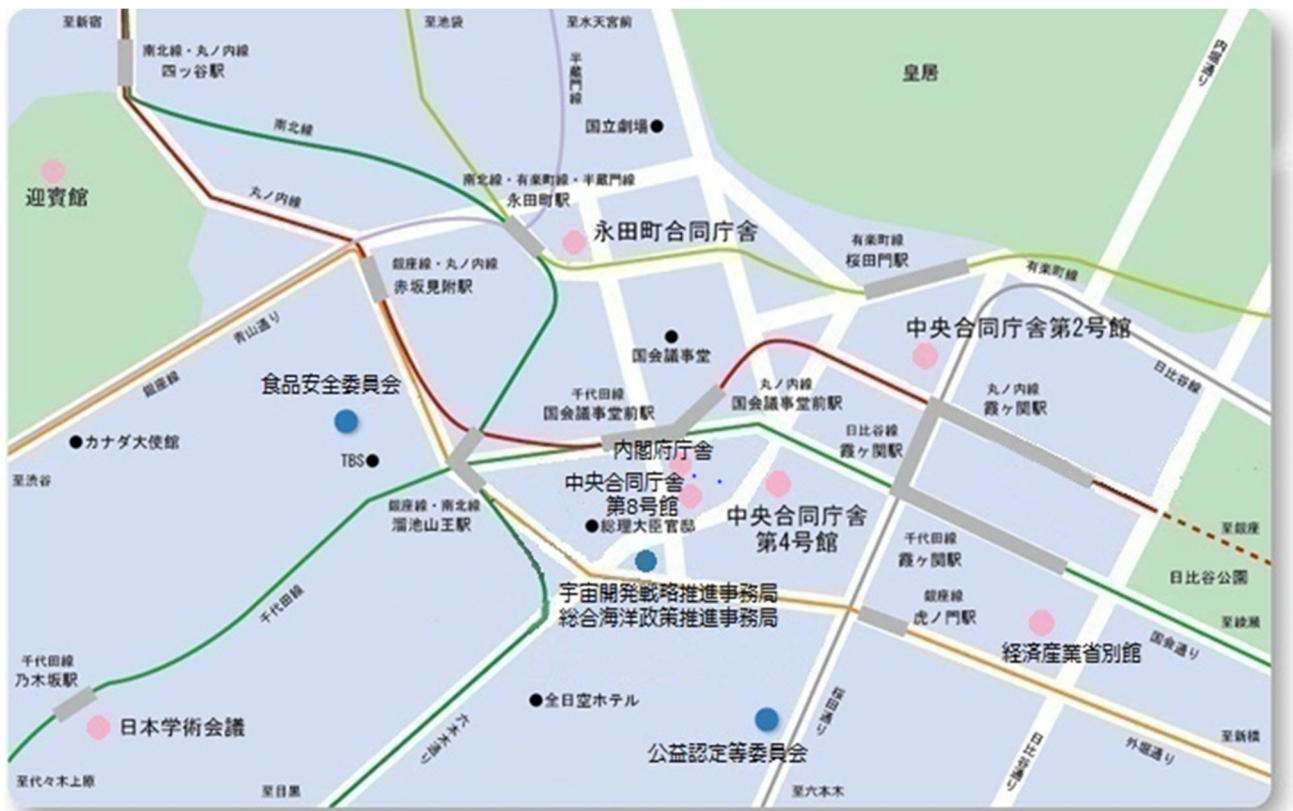 至新宿
至池袋
至水天宮前
南北線・丸ノ内線
四ッ谷駅
半蔵門線
内堀通り
皇居
国立劇場
南北線
迎賓館
丸ノ内線
南北線・有楽町線・半蔵門線
永田町駅
永田町合同庁舎
有楽町線
桜田門駅
有楽町線
銀座線・丸ノ内線
赤坂見附駅
青山通り
銀座線
国会議事堂
中央合同庁舎第2号館
日比谷線
食品安全委員会
千代田線
国会議事堂前駅
丸ノ内線
国会議事堂前駅
丸ノ内線
霞ヶ関駅
カナダ大使館
TBS
至渋谷
日比谷線
霞ヶ関駅
内閣府庁舎
中央合同庁舎
第8号館
総理大臣官邸
中央合同庁舎
第4号館
銀座線・南北線
溜池山王駅
千代田線
霞ヶ関駅
至銀座
日比谷公園
宇宙開発戦略推進事務局
総合海洋政策推進事務局
銀座線
虎ノ門駅
千代田線
至綾瀬
国会通り
経済産業省別館
千代田線
乃木坂駅
日本学術会議
全日空ホテル
六本木通り
桜田通り
公益認定等委員会
日比谷通り
外堀通り
至新橋
至代々木上原
至目黒
至六本木